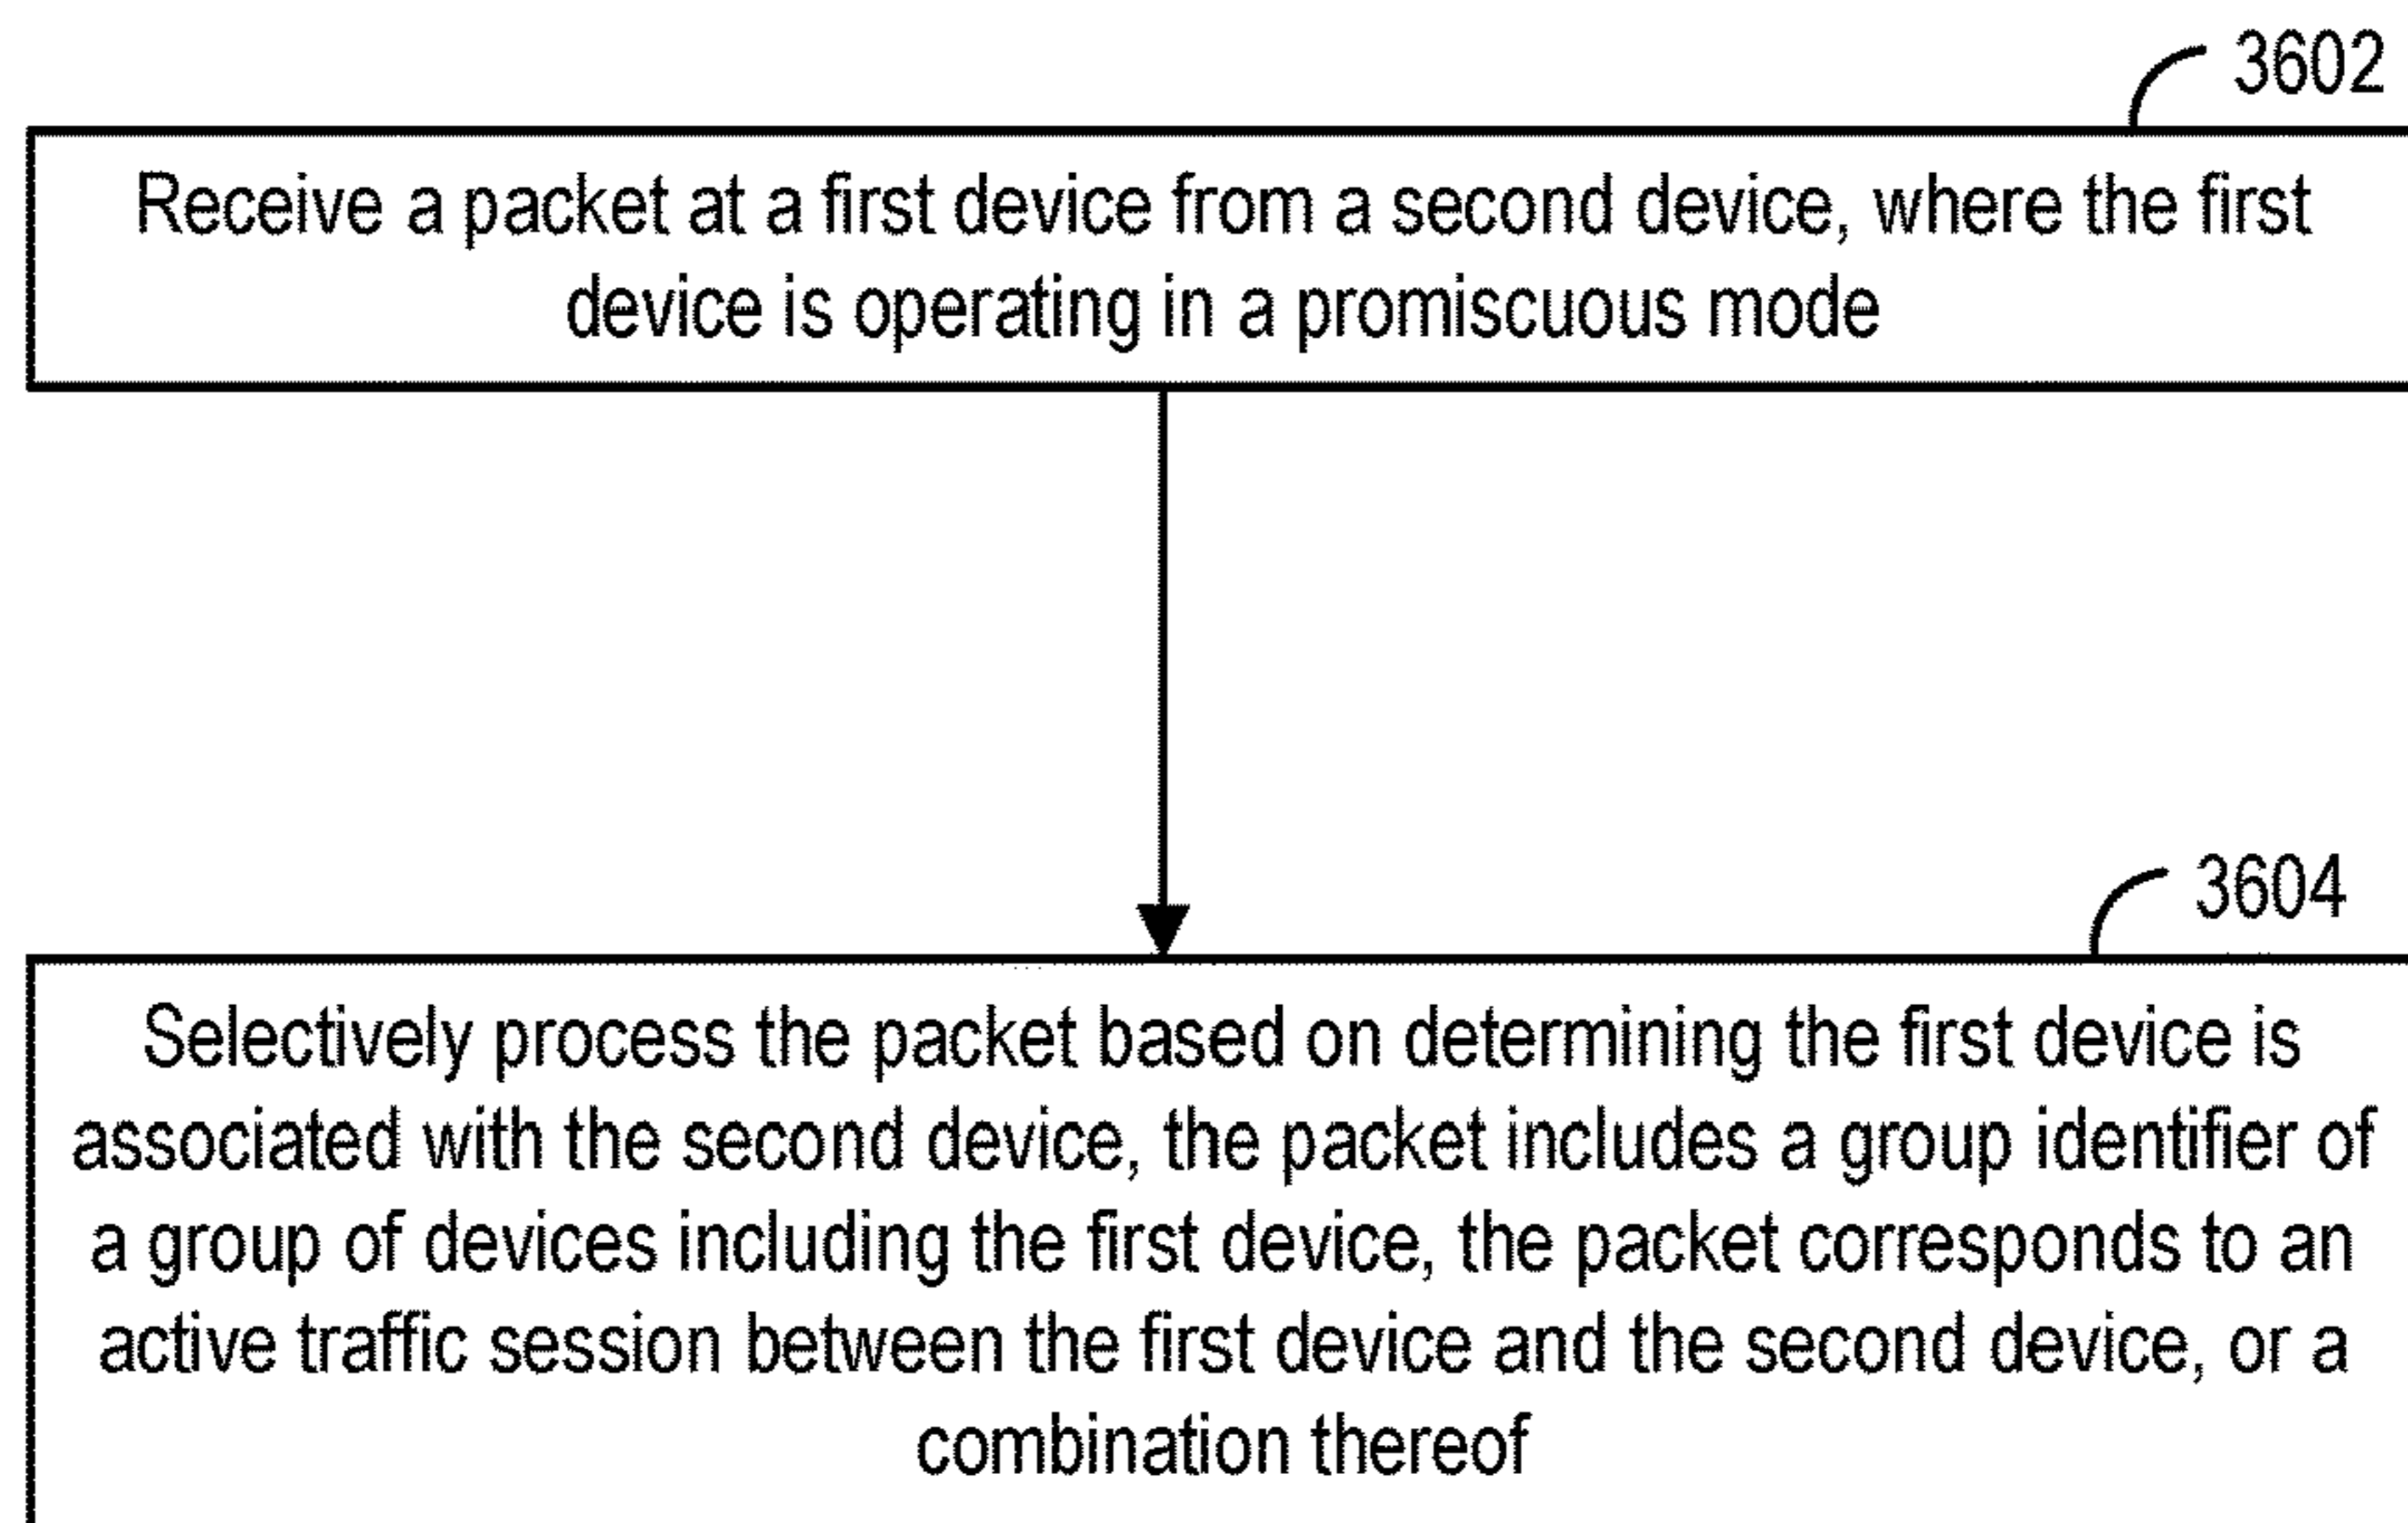 3602
Receive a packet at a first device from a second device, where the first
device is operating in a promiscuous mode
3604
Selectively process the packet based on determining the first device is
associated with the second device, the packet includes a group identifier of
a group of devices including the first device, the packet corresponds to an
active traffic session between the first device and the second device, or a
combination thereof